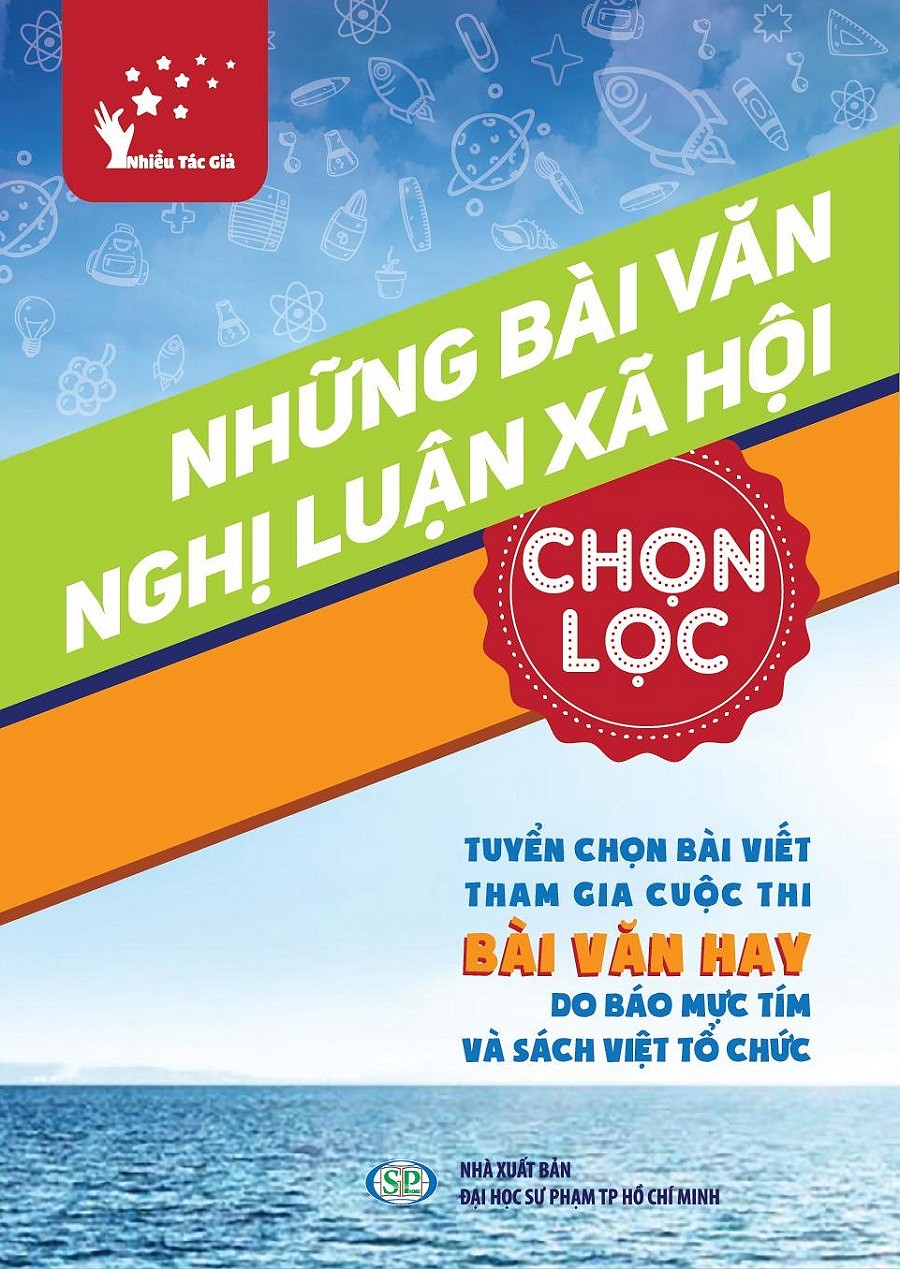 Nhiều Tác Giả
NHỮNG BÀI VĂN
NGHỊ LUẬN XÃ HỘI
CHỌN
LỌC
TUYỂN CHỌN BÀI VIẾT
THAM GIA CUỘC THI
BÀI VĂN HAY
DO BÁO MỰC TÍM
VÀ SÁCH VIỆT TỔ CHỨC
SP
NHÀ XUẤT BẢN
ĐẠI HỌC SƯ PHẠM TP HỒ CHÍ MINH